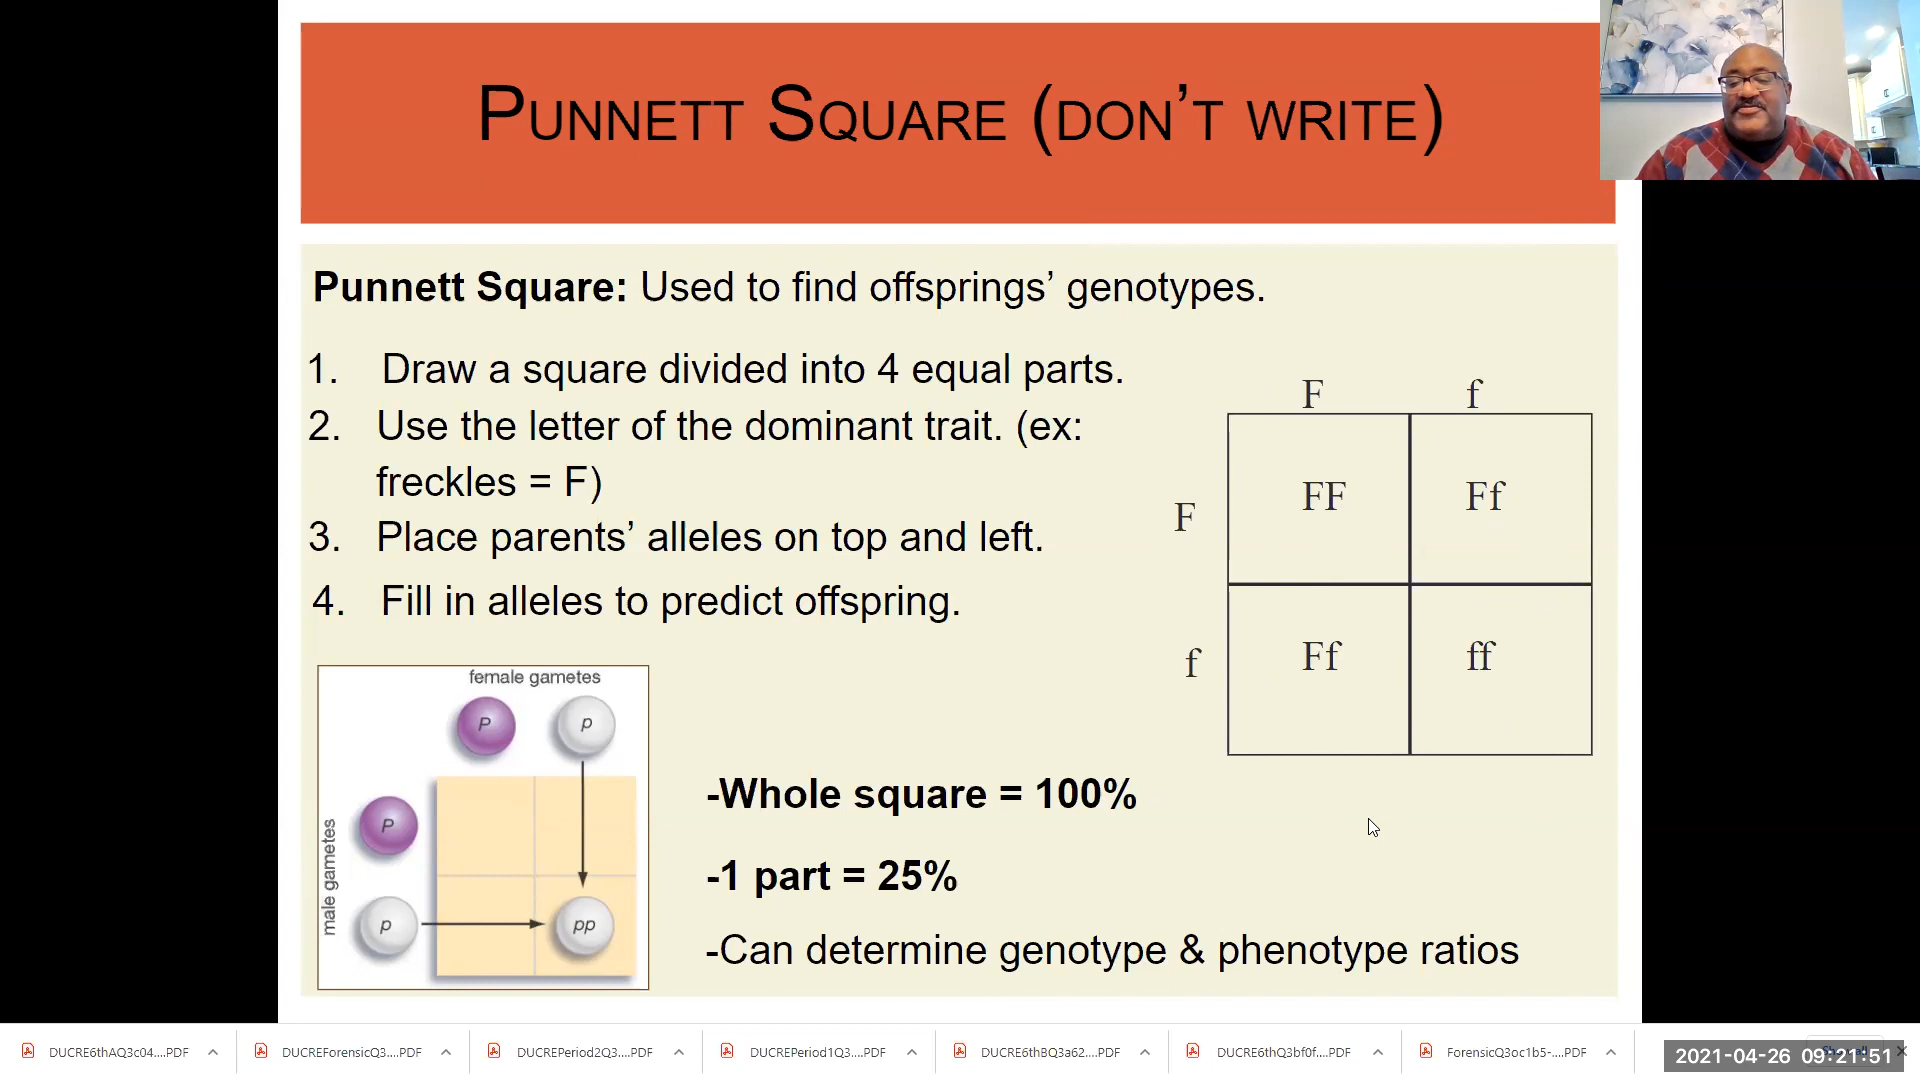 PUNNETT SQUARE (DON'T WRITE)
Punnett Square: Used to find offsprings' genotypes.
1. Draw a square divided into 4 equal parts.
2. Use the letter of the dominant trait. (ex:
freckles = F)
3. Place parents' alleles on top and left.
4. Fill in alleles to predict offspring.
F f
F FF Ff
f Ff ff
female gametes
P p
male gametes
P
p pp
-Whole square = 100%
-1 part = 25%
-Can determine genotype & phenotype ratios
DUCRE6thAQ3c04....PDF
DUCREForensicQ3....PDF
DUCREPeriod2Q3....PDF
DUCREPeriod1Q3....PDF
DUCRE6thBQ3a62....PDF
DUCRE6thQ3bf0f....PDF
ForensicQ3oc1b5-....PDF
2021-04-26 09:21:51